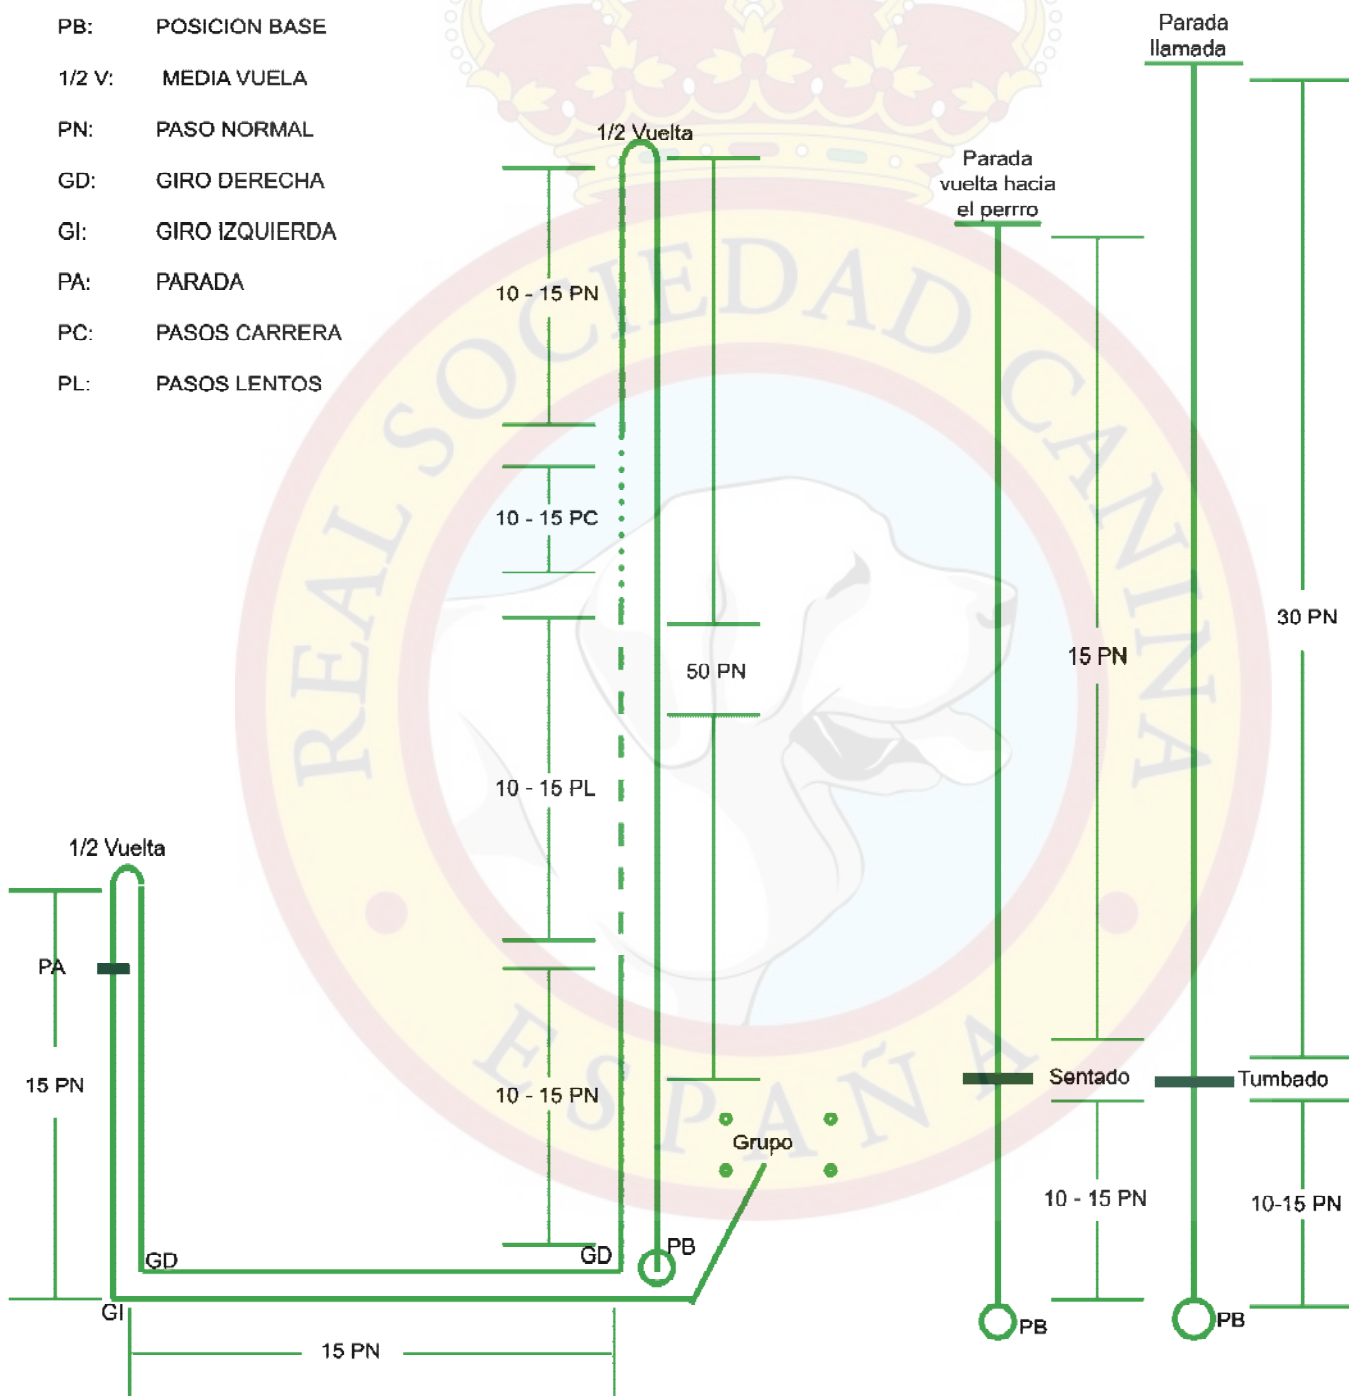 PB: POSICION BASE
1/2 V: MEDIA VUELA
PN: PASO NORMAL
GD: GIRO DERECHA
GI: GIRO IZQUIERDA
PA: PARADA
PC: PASOS CARRERA
PL: PASOS LENTOS
1/2 Vuelta
10 - 15 PN
10 - 15 PC
10 - 15 PL
10 - 15 PN
50 PN
1/2 Vuelta
PA
15 PN
GD
GI
15 PN
GD
PB
Grupo
Parada
vuelta hacia
el perrro
15 PN
Sentado
10 - 15 PN
PB
Parada
llamada
30 PN
Tumbado
10-15 PN
PB
REAL SOCIEDAD CANINA
ESPAÑA